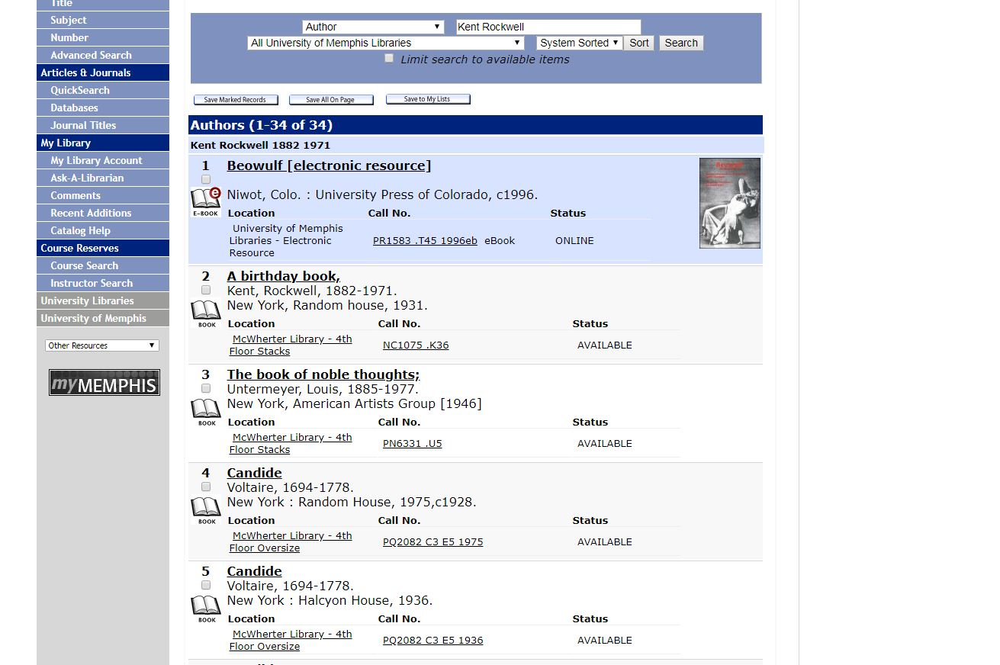 Title
Subject
Number
Advanced Search
Articles & Journals
QuickSearch
Databases
Journal Titles
My Library
My Library Account
Ask-A-Librarian
Comments
Recent Additions
Catalog Help
Course Reserves
Course Search
Instructor Search
University Libraries
University of Memphis
Other Resources
myMEMPHIS
Author Kent Rockwell
All University of Memphis Libraries System Sorted Sort Search
Limit search to available items
Save Marked Records Save All On Page Save to My Lists
Authors (1-34 of 34)
Kent Rockwell 1882 1971
1 Beowulf [electronic resource]
Niwot, Colo. : University Press of Colorado, c1996.
e
E-BOOK
Beowulf
Location Call No. Status
University of Memphis
Libraries - Electronic
Resource
PR1583 .T45 1996eb eBook ONLINE
2 A birthday book,
Kent, Rockwell, 1882-1971.
New York, Random house, 1931.
BOOK
Location Call No. Status
McWherter Library - 4th
Floor Stacks
NC1075 .K36 AVAILABLE
3 The book of noble thoughts;
Untermeyer, Louis, 1885-1977.
New York, American Artists Group [1946]
BOOK
Location Call No. Status
McWherter Library - 4th
Floor Stacks
PN6331 .U5 AVAILABLE
4 Candide
Voltaire, 1694-1778.
New York : Random House, 1975,c1928.
BOOK
Location Call No. Status
McWherter Library - 4th
Floor Oversize
PQ2082 C3 E5 1975 AVAILABLE
5 Candide
Voltaire, 1694-1778.
New York : Halcyon House, 1936.
BOOK
Location Call No. Status
McWherter Library - 4th
Floor Oversize
PQ2082 C3 E5 1936 AVAILABLE